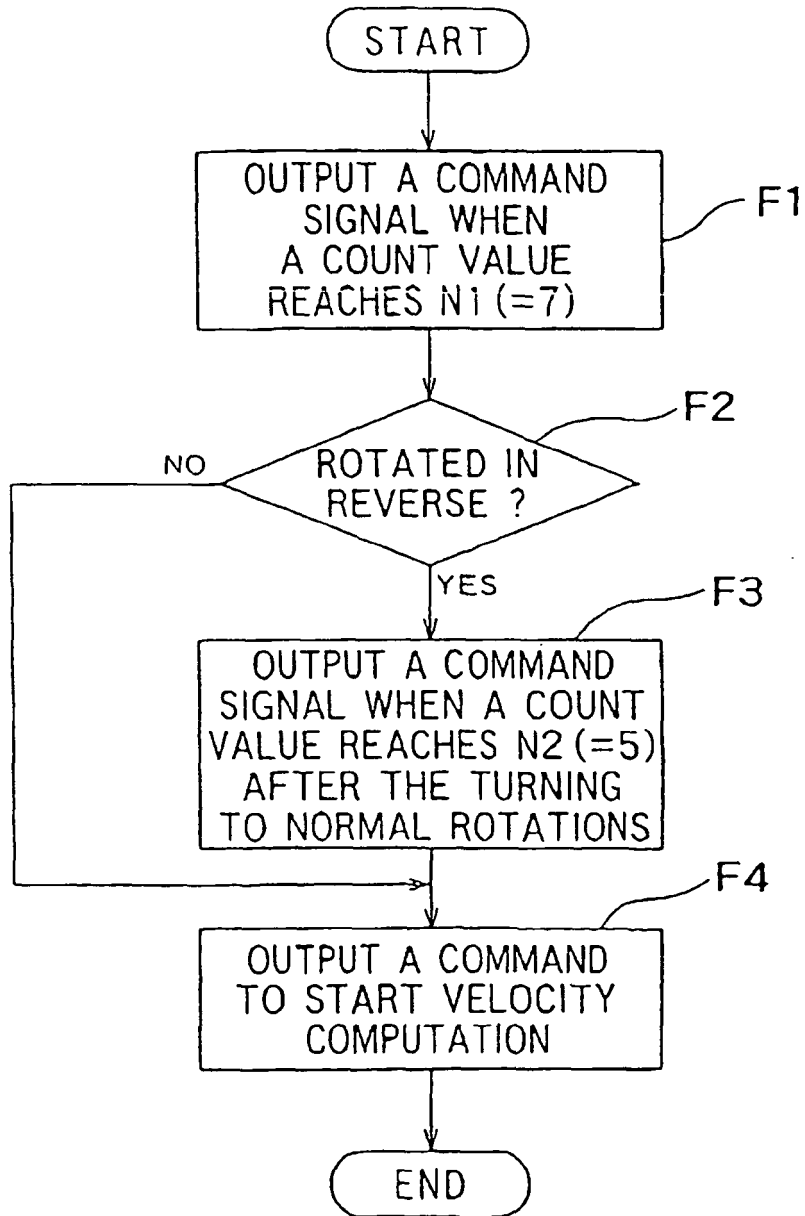 START
OUTPUT A COMMAND
SIGNAL WHEN
A COUNT VALUE
REACHES N1 (=7)
F1
F2
NO
ROTATED IN
REVERSE ?
YES
F3
OUTPUT A COMMAND
SIGNAL WHEN A COUNT
VALUE REACHES N2 (=5)
AFTER THE TURNING
TO NORMAL ROTATIONS
F4
OUTPUT A COMMAND
TO START VELOCITY
COMPUTATION
END